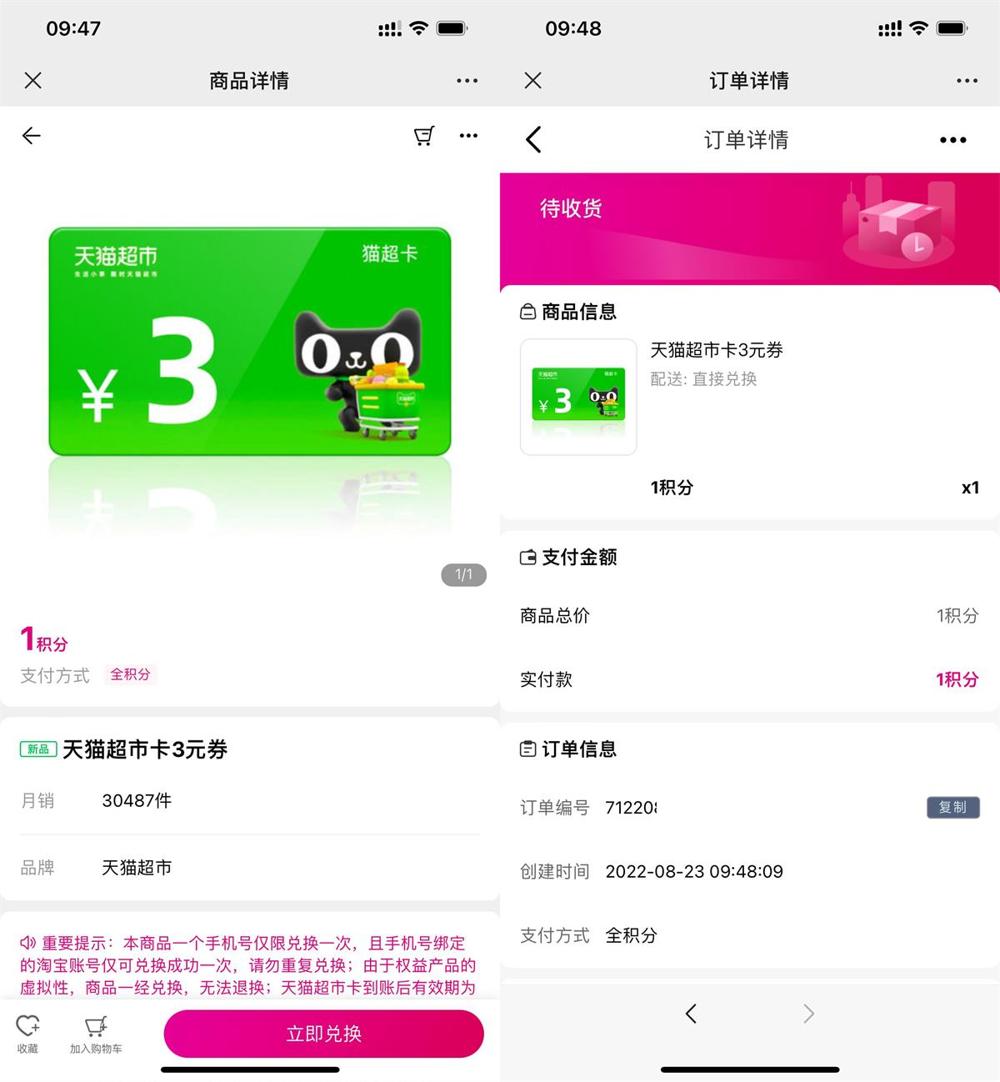 09:47
商品详情
天猫超市
猫超卡
¥3
1/1
1积分
支付方式 全积分
新品 天猫超市卡3元券
月销 30487件
品牌 天猫超市
重要提示：本商品一个手机号仅限兑换一次，且手机号绑定
的淘宝账号仅可兑换成功一次，请勿重复兑换；由于权益产品的
虚拟性，商品一经兑换，无法退换；天猫超市卡到账后有效期为
收藏
加入购物车
立即兑换
09:48
订单详情
订单详情
待收货
商品信息
天猫超市
猫超卡
¥3
天猫超市卡3元券
配送: 直接兑换
1积分 x1
支付金额
商品总价 1积分
实付款 1积分
订单信息
订单编号 71220 复制
创建时间 2022-08-23 09:48:09
支付方式 全积分